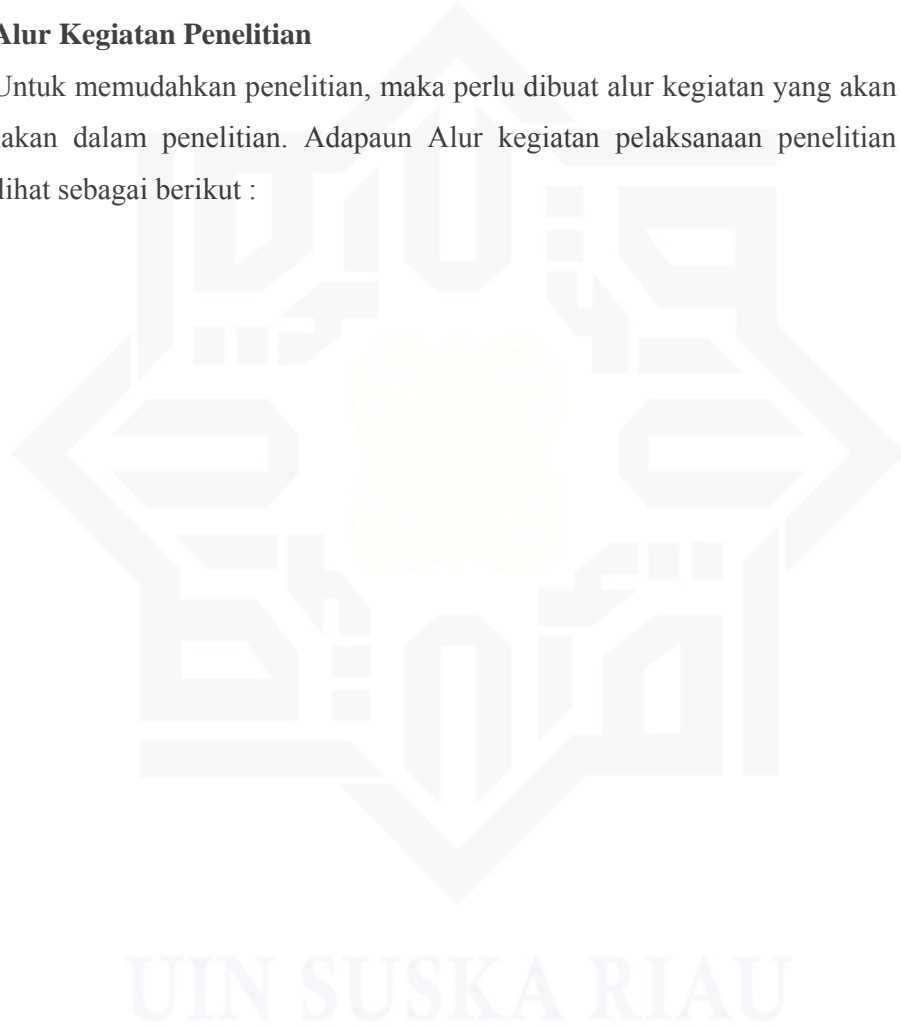 Alur Kegiatan Penelitian
Untuk memudahkan penelitian, maka perlu dibuat alur kegiatan yang akan
akan dalam penelitian. Adapaun Alur kegiatan pelaksanaan penelitian
lihat sebagai berikut :
UIN SUSKA RIAU